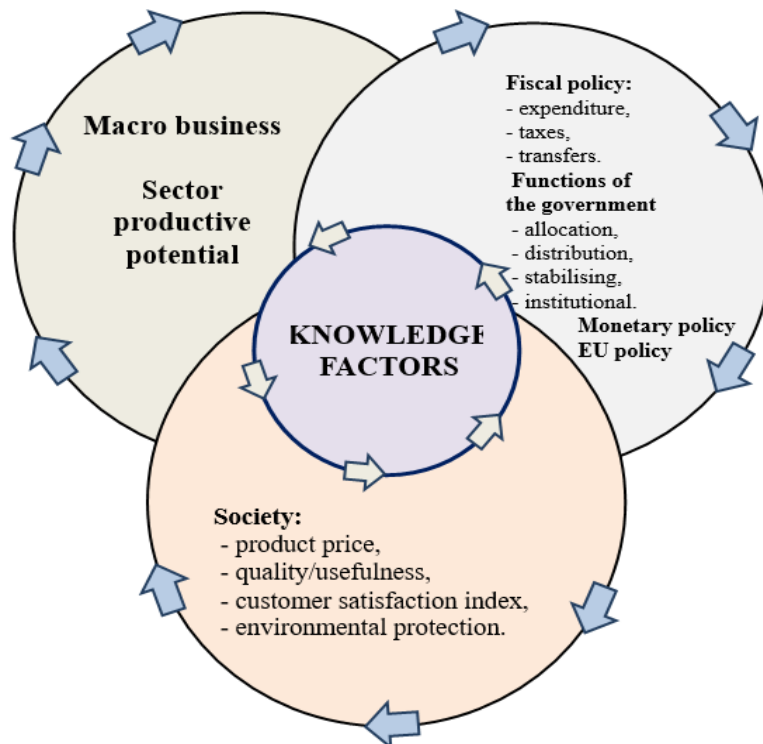 Macro business
Sector
productive
potential
Fiscal policy:
- expenditure,
- taxes,
- transfers.
Functions of
the government
- allocation,
- distribution,
- stabilising,
- institutional.
Monetary policy
EU policy
KNOWLEDGE
FACTORS
Society:
- product price,
- quality/usefulness,
- customer satisfaction index,
- environmental protection.